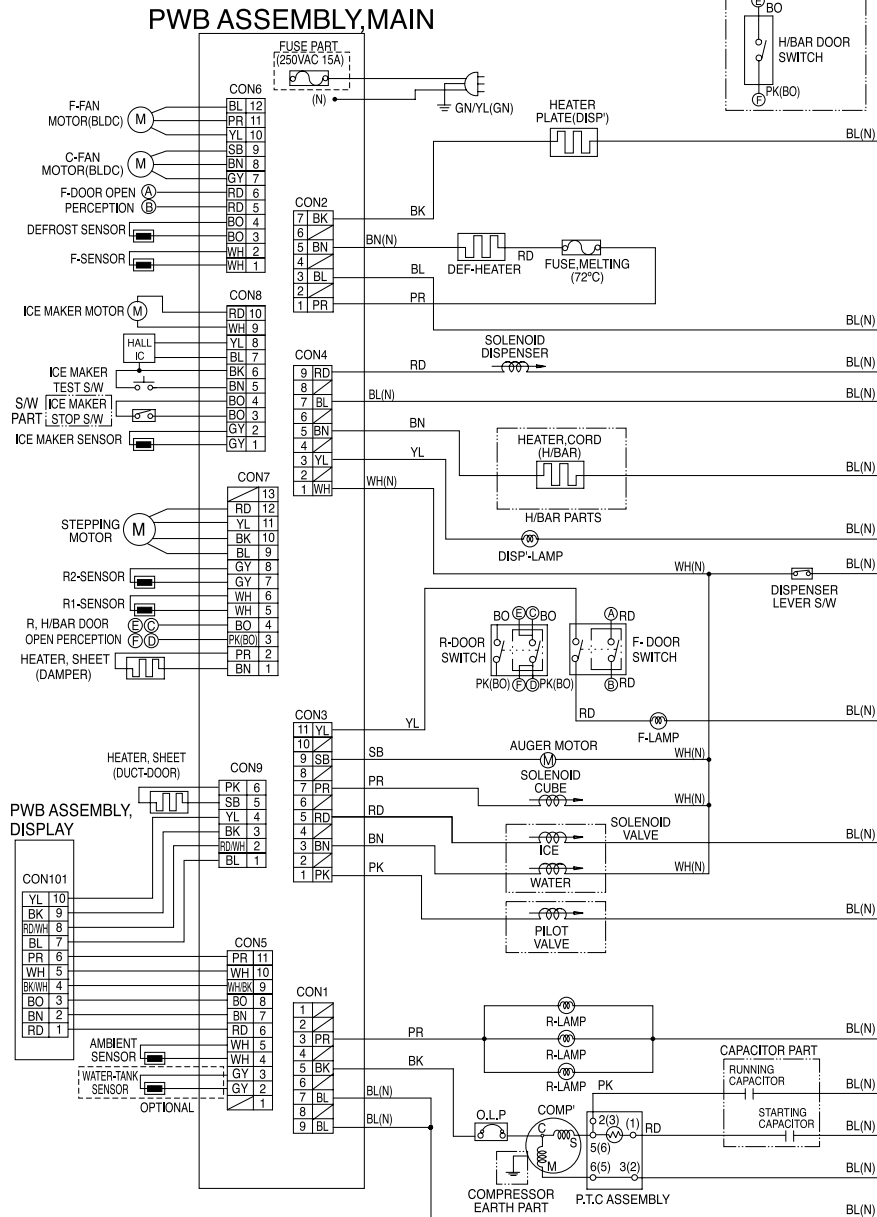 PWB ASSEMBLY,MAIN
FUSE PART
(250VAC 15A)
(N)
GN/YL(GN)
E BO
H/BAR DOOR
SWITCH
PK(BO)
F
CON6
F-FAN
MOTOR(BLDC)
M
BL 12
PR 11
YL 10
C-FAN
MOTOR(BLDC)
M
SB 9
BN 8
GY 7
F-DOOR OPEN A
PERCEPTION B
RD 6
RD 5
DEFROST SENSOR
BO 4
BO 3
F-SENSOR
WH 2
WH 1
HEATER
PLATE(DISP')
BL(N)
CON2
7 BK
6
5 BN
4
3 BL
2
1 PR
BK
BN(N)
DEF-HEATER
RD
FUSE,MELTING
(72°C)
BL
PR
BL(N)
CON8
ICE MAKER MOTOR M
RD 10
WH 9
HALL
IC
YL 8
BL 7
ICE MAKER
TEST S/W
BK 6
BN 5
S/W
PART
ICE MAKER
STOP S/W
BO 4
BO 3
ICE MAKER SENSOR
GY 2
GY 1
CON4
9 RD
8
7 BL
6
5 BN
4
3 YL
2
1 WH
RD
SOLENOID
DISPENSER
BL(N)
BL(N)
BL(N)
BN
HEATER,CORD
(H/BAR)
BL(N)
H/BAR PARTS
YL
DISP'-LAMP
BL(N)
WH(N)
WH(N)
BL(N)
DISPENSER
LEVER S/W
CON7
13
RD 12
YL 11
BK 10
BL 9
GY 8
GY 7
WH 6
WH 5
BO 4
PK(BO) 3
PR 2
BN 1
STEPPING
MOTOR
M
R2-SENSOR
R1-SENSOR
R, H/BAR DOOR E C
OPEN PERCEPTION F D
HEATER, SHEET
(DAMPER)
BO E C BO
R-DOOR
SWITCH
PK(BO) F D PK(BO)
A RD
F- DOOR
SWITCH
B RD
RD
F-LAMP
BL(N)
CON3
11 YL
10
9 SB
8
7 PR
6
5 RD
4
3 BN
2
1 PK
YL
SB
AUGER MOTOR
M
WH(N)
PR
SOLENOID
CUBE
WH(N)
RD
SOLENOID
VALVE
ICE
BL(N)
BN
WATER
WH(N)
PK
PILOT
VALVE
BL(N)
HEATER, SHEET
(DUCT-DOOR)
CON9
PK 6
SB 5
YL 4
BK 3
RD/WH 2
BL 1
PWB ASSEMBLY,
DISPLAY
CON101
YL 10
BK 9
RD/WH 8
BL 7
PR 6
WH 5
BK/WH 4
BO 3
BN 2
RD 1
CON5
PR 11
WH 10
WH/BK 9
BO 8
BN 7
RD 6
WH 5
WH 4
GY 3
GY 2
1
AMBIENT
SENSOR
WATER-TANK
SENSOR
OPTIONAL
CON1
1
2
3 PR
4
5 BK
6
7 BL
8
9 BL
PR
R-LAMP
R-LAMP
R-LAMP
BL(N)
BK
BL(N)
BL(N)
O.L.P
COMP'
C
S
M
COMPRESSOR
EARTH PART
PK
2(3)
(1)
RD
5(6)
6(5)
3(2)
P.T.C ASSEMBLY
CAPACITOR PART
RUNNING
CAPACITOR
BL(N)
STARTING
CAPACITOR
BL(N)
BL(N)
BL(N)